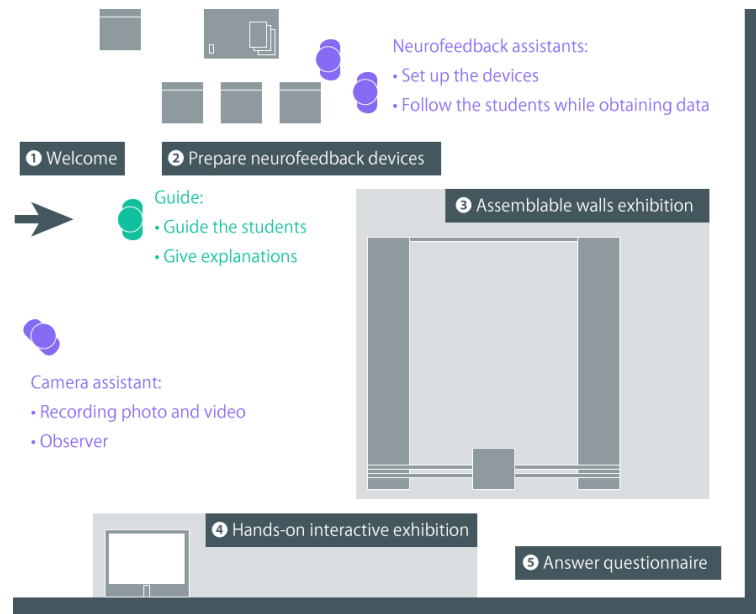 Neurofeedback assistants:
• Set up the devices
• Follow the students while obtaining data
❶ Welcome
❷ Prepare neurofeedback devices
Guide:
• Guide the students
• Give explanations
❸ Assemblable walls exhibition
Camera assistant:
• Recording photo and video
• Observer
❹ Hands-on interactive exhibition
❺ Answer questionnaire